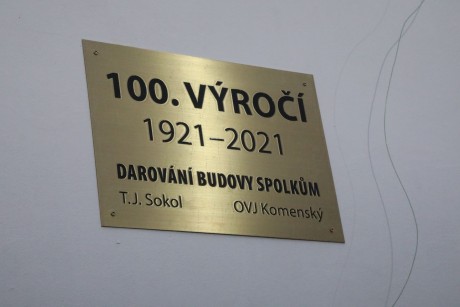 100. VÝROČÍ
1921–2021
DAROVÁNÍ BUDOVY SPOLKŮM
T.J. Sokol OVJ Komenský